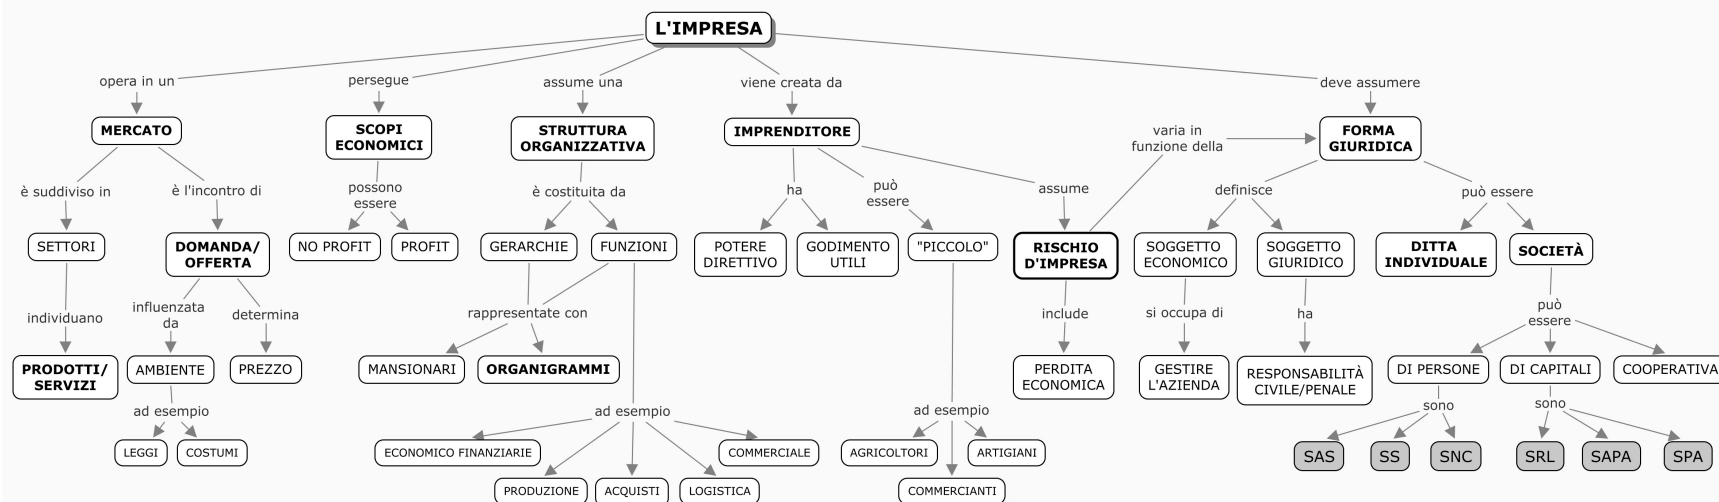 L'IMPRESA
opera in un
persegue
assume una
viene creata da
deve assumere
MERCATO
SCOPI
ECONOMICI
STRUTTURA
ORGANIZZATIVA
IMPRENDITORE
varia in
funzione della
FORMA
GIURIDICA
è suddiviso in
è l'incontro di
possono
essere
è costituita da
ha
può
essere
assume
definisce
può essere
SETTORI
DOMANDA/
OFFERTA
NO PROFIT
PROFIT
GERARCHIE
FUNZIONI
POTERE
DIRETTIVO
GODIMENTO
UTILI
"PICCOLO"
RISCHIO
D'IMPRESA
SOGGETTO
ECONOMICO
SOGGETTO
GIURIDICO
DITTA
INDIVIDUALE
SOCIETÀ
individuano
influenzata
da
determina
rappresentate con
include
si occupa di
ha
può
essere
PRODOTTI/
SERVIZI
AMBIENTE
PREZZO
MANSIONARI
ORGANIGRAMMI
PERDITA
ECONOMICA
GESTIRE
L'AZIENDA
RESPONSABILITÀ
CIVILE/PENALE
DI PERSONE
DI CAPITALI
COOPERATIVA
ad esempio
ad esempio
ad esempio
sono
sono
LEGGI
COSTUMI
ECONOMICO FINANZIARIE
COMMERCIALE
AGRICOLTORI
ARTIGIANI
SAS
SS
SNC
SRL
SAPA
SPA
PRODUZIONE
ACQUISTI
LOGISTICA
COMMERCIANTI